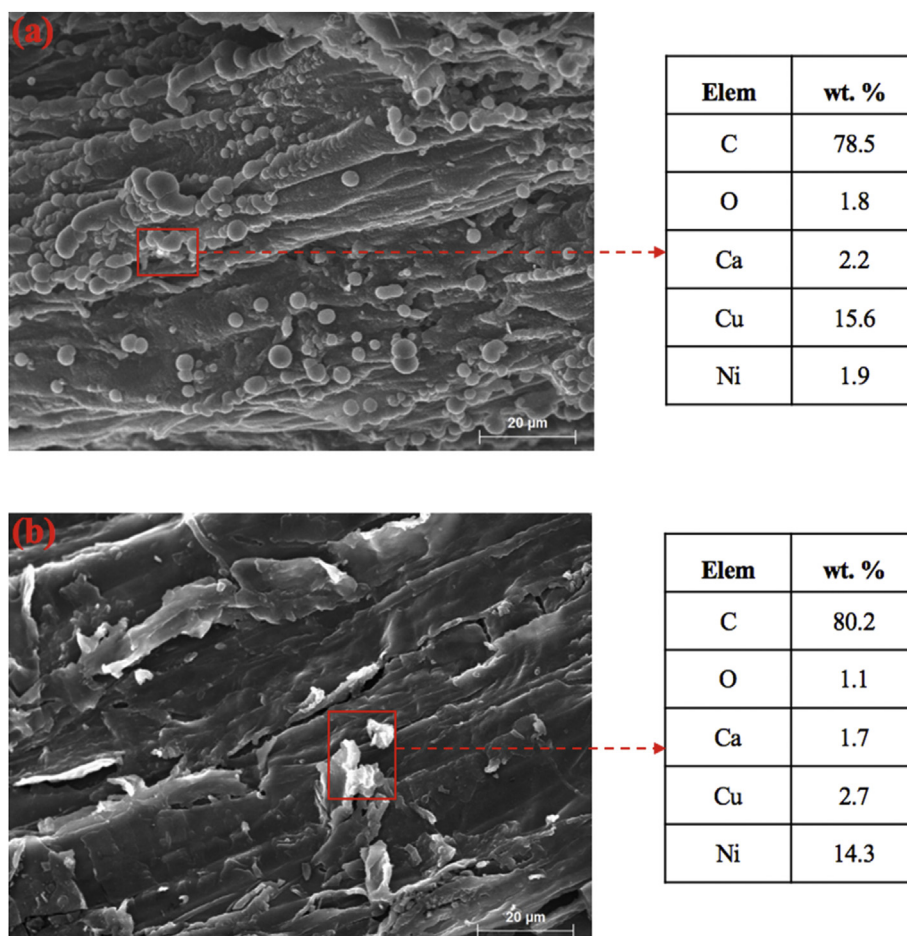 (a)
Elem wt. %
C 78.5
O 1.8
Ca 2.2
Cu 15.6
Ni 1.9
20 µm
(b)
Elem wt. %
C 80.2
O 1.1
Ca 1.7
Cu 2.7
Ni 14.3
20 µm